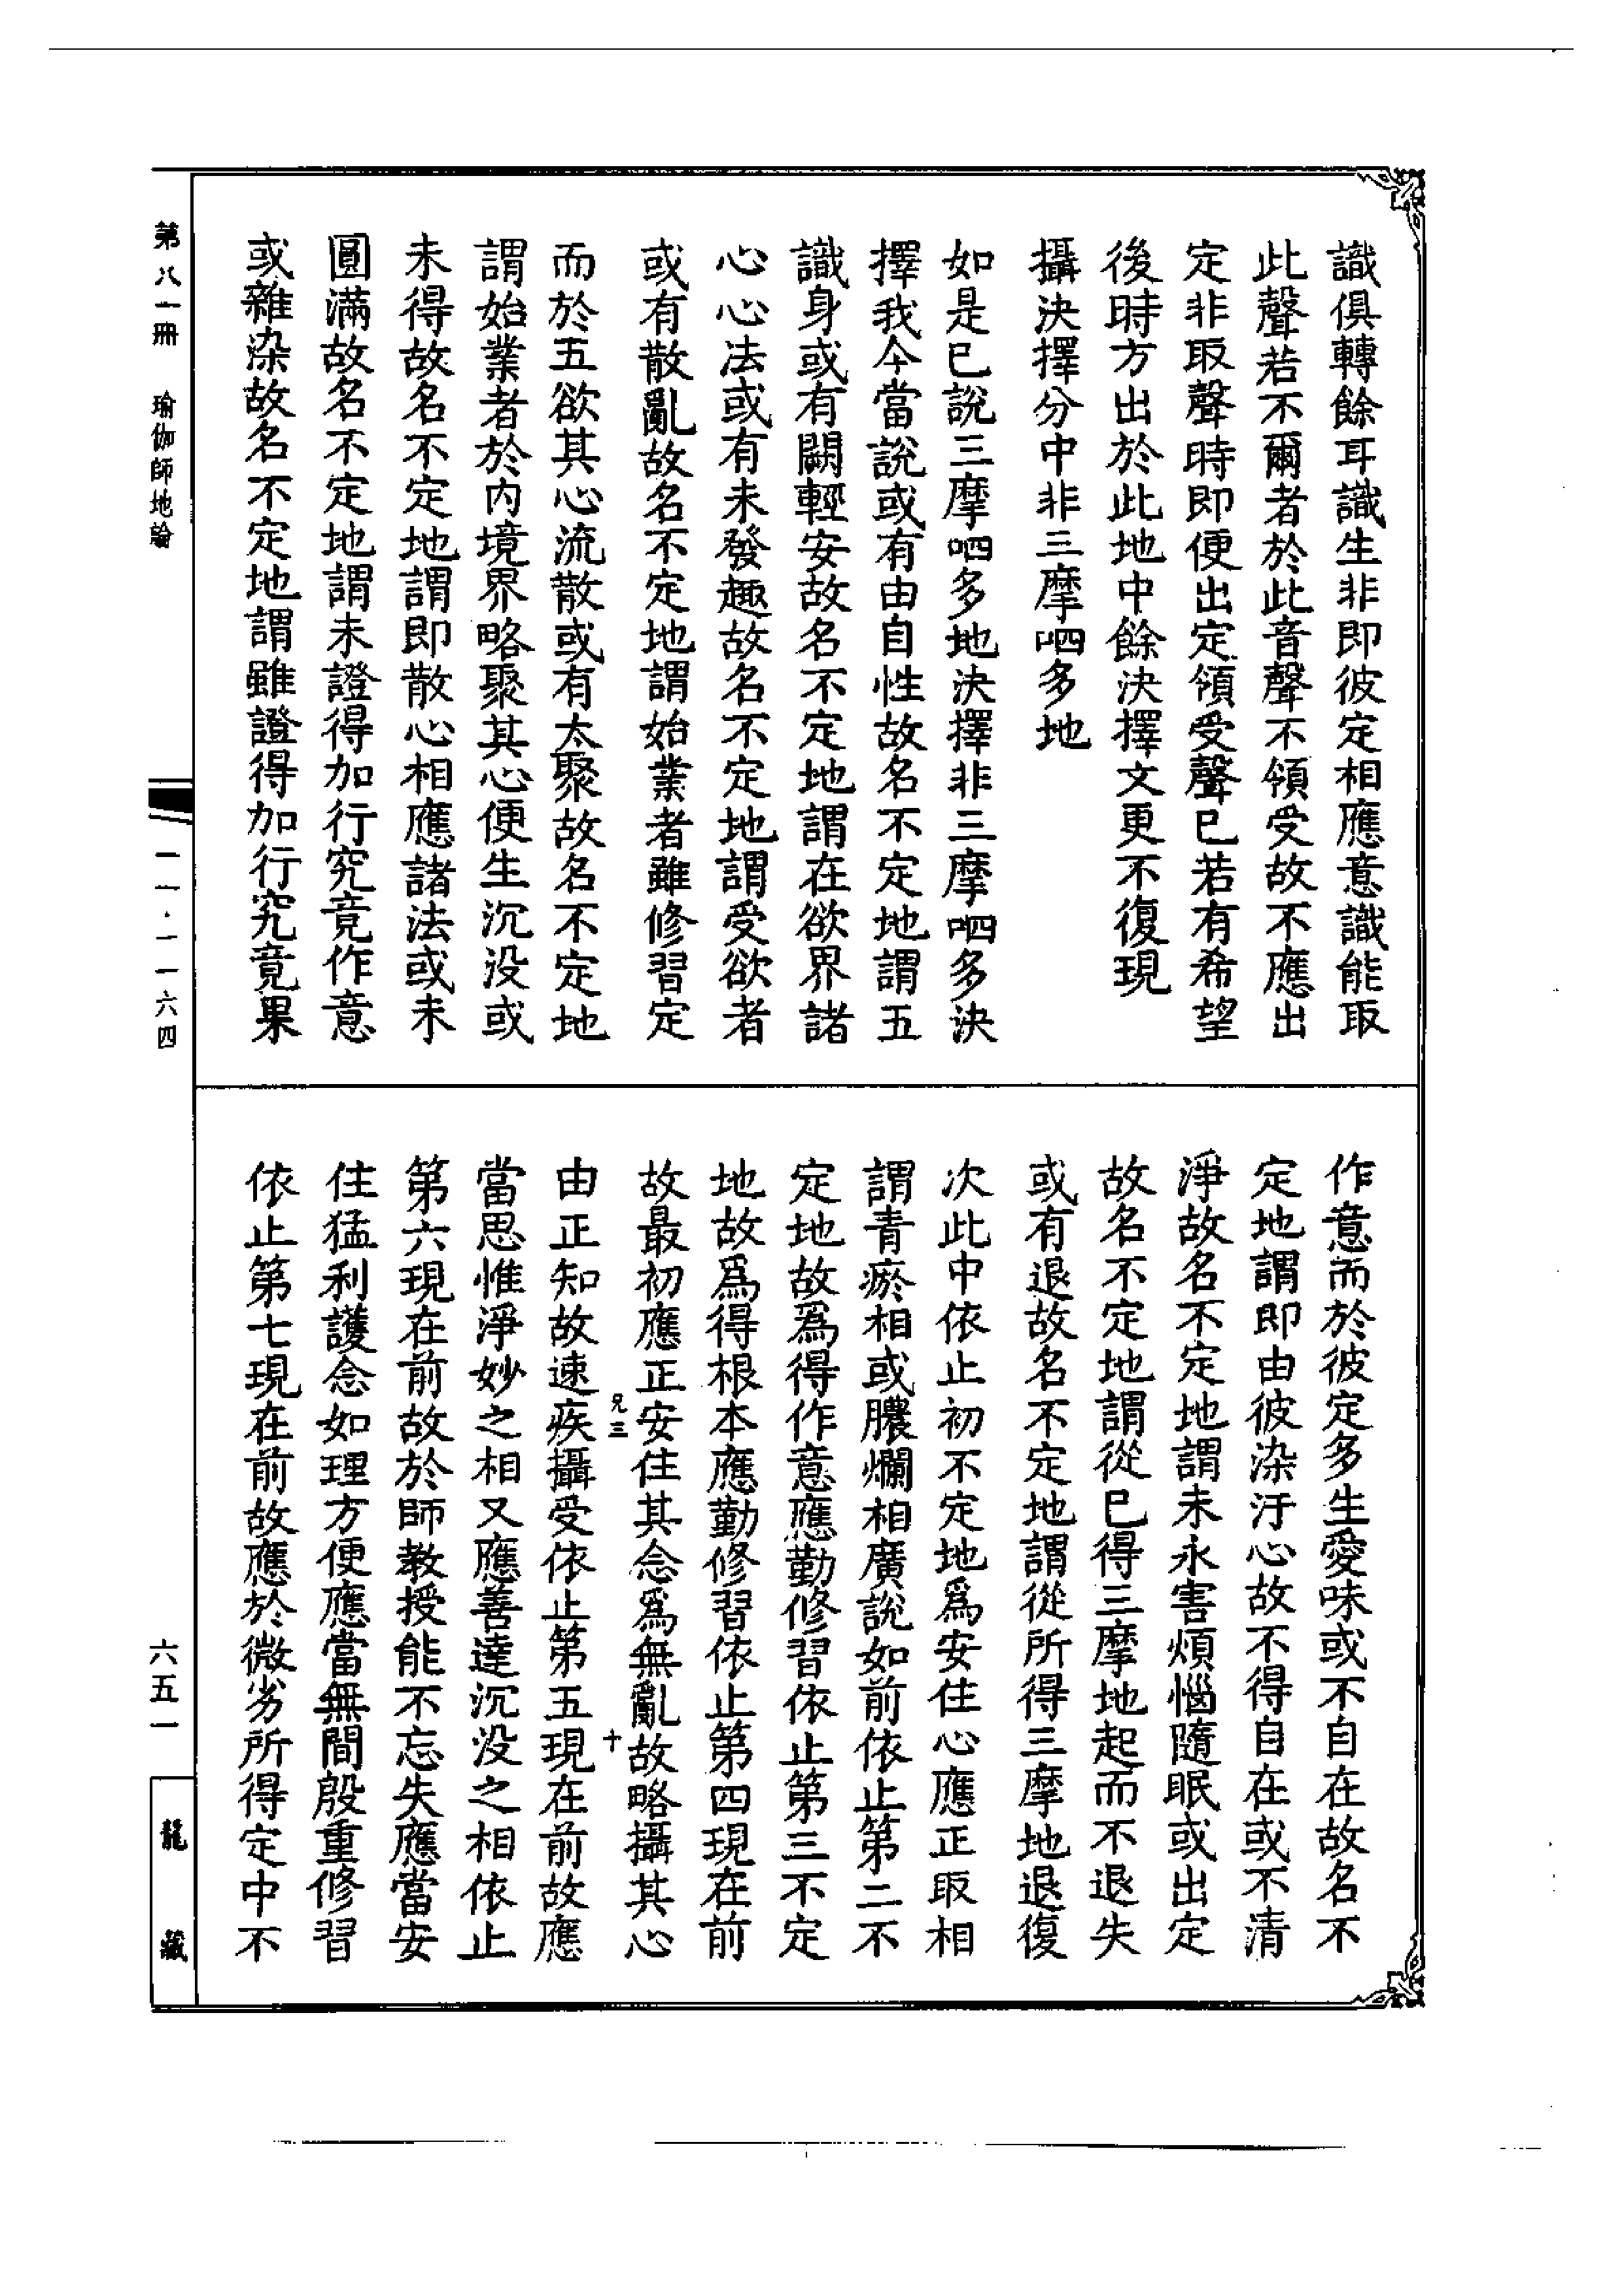 識俱轉餘耳識生非即彼定相應意識能取
此聲若不爾者於此音聲不領受故不應出
定非取聲時即便出定領受聲已若有希望
後時方出於此地中餘決擇文更不復現
攝決擇分中非三摩呬多地
如是已說三摩呬多地決擇非三摩呬多決
擇我今當說或有由自性故名不定地謂五
識身或有闕輕安故名不定地謂在欲界諸
心心法或有未發趣故名不定地謂受欲者
或有散亂故名不定地謂始業者雖修習定
而於五欲其心流散或有太聚故名不定地
謂始業者於內境界略聚其心便生沉没或
未得故名不定地謂即散心相應諸法或未
圓滿故名不定地謂未證得加行究竟作意
或雜染故名不定地謂雖證得加行究竟果
作意而於彼定多生愛味或不自在故名不
定地謂即由彼染汙心故不得自在或不清
淨故名不定地謂未永害煩惱隨眠或出定
故名不定地謂從已得三摩地起而不退失
或有退故名不定地謂從所得三摩地退復
次此中依止初不定地爲安住心應正取相
謂青瘀相或膿爛相廣說如前依止第二不
定地故爲得作意應勤修習依止第三不定
地故爲得根本應勤修習依止第四現在前
故最初應正安住其念爲無亂故略攝其心
兄三
十
由正知故速疾攝受依止第五現在前故應
當思惟淨妙之相又應善達沉没之相依止
第六現在前故於師教授能不忘失應當安
住猛利護念如理方便應當無間殷重修習
依止第七現在前故應於微劣所得定中不
第八一冊
瑜伽師地論
一一·一一六四
六五一
龍藏